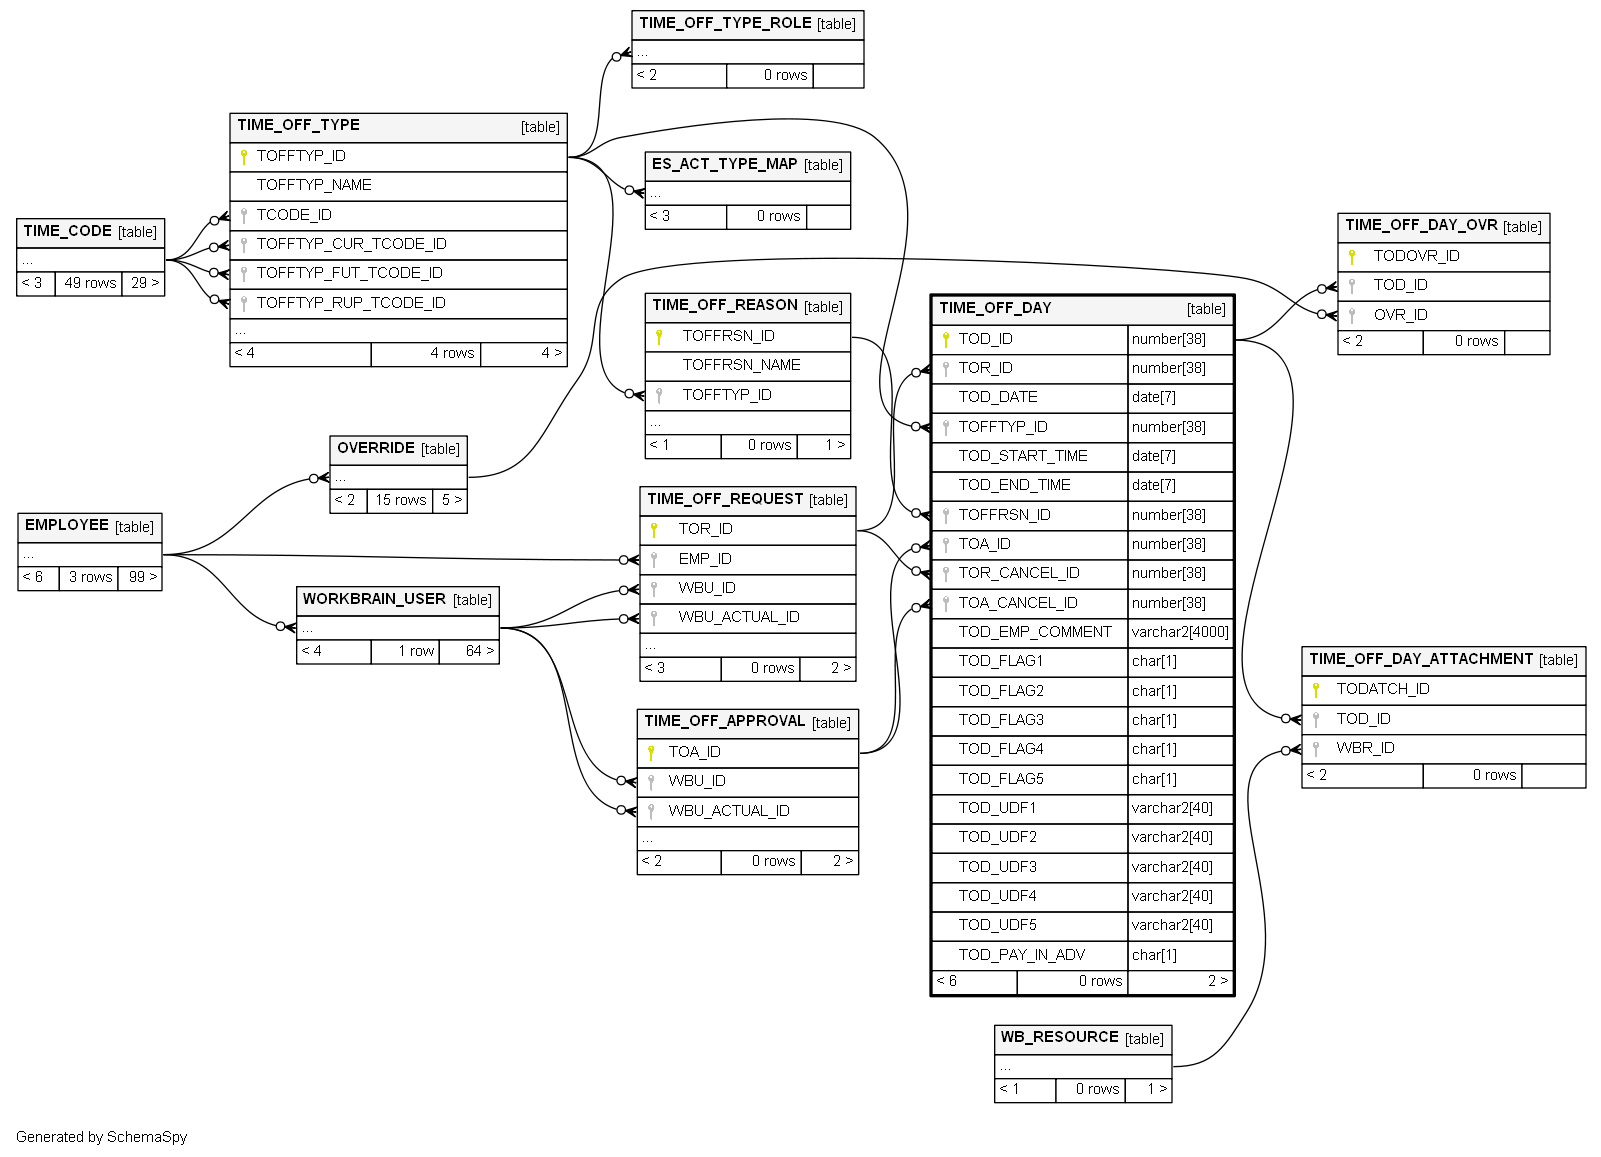 TIME_OFF_TYPE_ROLE [table]
...
< 2 0 rows
TIME_OFF_TYPE [table]
TOFFTYP_ID
TOFFTYP_NAME
TCODE_ID
TOFFTYP_CUR_TCODE_ID
TOFFTYP_FUT_TCODE_ID
TOFFTYP_RUP_TCODE_ID
...
< 4 4 rows 4 >
ES_ACT_TYPE_MAP [table]
...
< 3 0 rows
TIME_CODE [table]
...
< 3 49 rows 29 >
TIME_OFF_DAY_OVR [table]
TODOVR_ID
TOD_ID
OVR_ID
< 2 0 rows
TIME_OFF_REASON [table]
TOFFRSN_ID
TOFFRSN_NAME
TOFFTYP_ID
...
< 1 0 rows 1 >
TIME_OFF_DAY [table]
TOD_ID number[38]
TOR_ID number[38]
TOD_DATE date[7]
TOFFTYP_ID number[38]
TOD_START_TIME date[7]
TOD_END_TIME date[7]
TOFFRSN_ID number[38]
TOA_ID number[38]
TOR_CANCEL_ID number[38]
TOA_CANCEL_ID number[38]
TOD_EMP_COMMENT varchar2[4000]
TOD_FLAG1 char[1]
TOD_FLAG2 char[1]
TOD_FLAG3 char[1]
TOD_FLAG4 char[1]
TOD_FLAG5 char[1]
TOD_UDF1 varchar2[40]
TOD_UDF2 varchar2[40]
TOD_UDF3 varchar2[40]
TOD_UDF4 varchar2[40]
TOD_UDF5 varchar2[40]
TOD_PAY_IN_ADV char[1]
< 6 0 rows 2 >
OVERRIDE [table]
...
< 2 15 rows 5 >
EMPLOYEE [table]
...
< 6 3 rows 99 >
TIME_OFF_REQUEST [table]
TOR_ID
EMP_ID
WBU_ID
WBU_ACTUAL_ID
...
< 3 0 rows 2 >
WORKBRAIN_USER [table]
...
< 4 1 row 64 >
TIME_OFF_APPROVAL [table]
TOA_ID
WBU_ID
WBU_ACTUAL_ID
...
< 2 0 rows 2 >
TIME_OFF_DAY_ATTACHMENT [table]
TODATCH_ID
TOD_ID
WBR_ID
< 2 0 rows
WB_RESOURCE [table]
...
< 1 0 rows 1 >
Generated by SchemaSpy